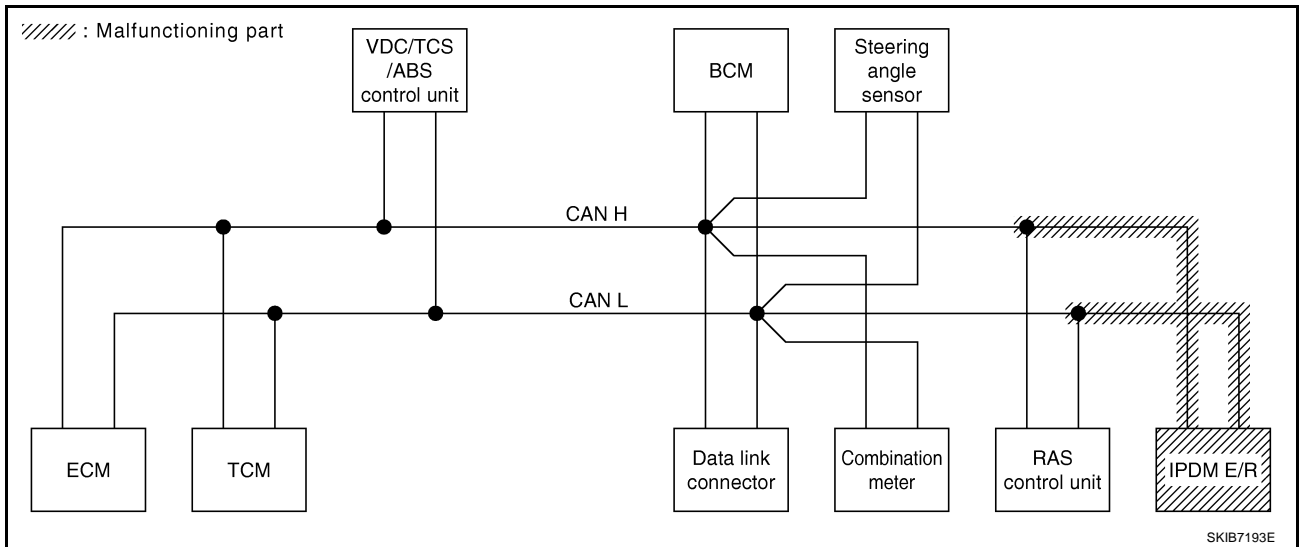 : Malfunctioning part
VDC/TCS
/ABS
control unit
BCM
Steering
angle
sensor
CAN H
CAN L
ECM
TCM
Data link
connector
Combination
meter
RAS
control unit
IPDM E/R
SKIB7193E